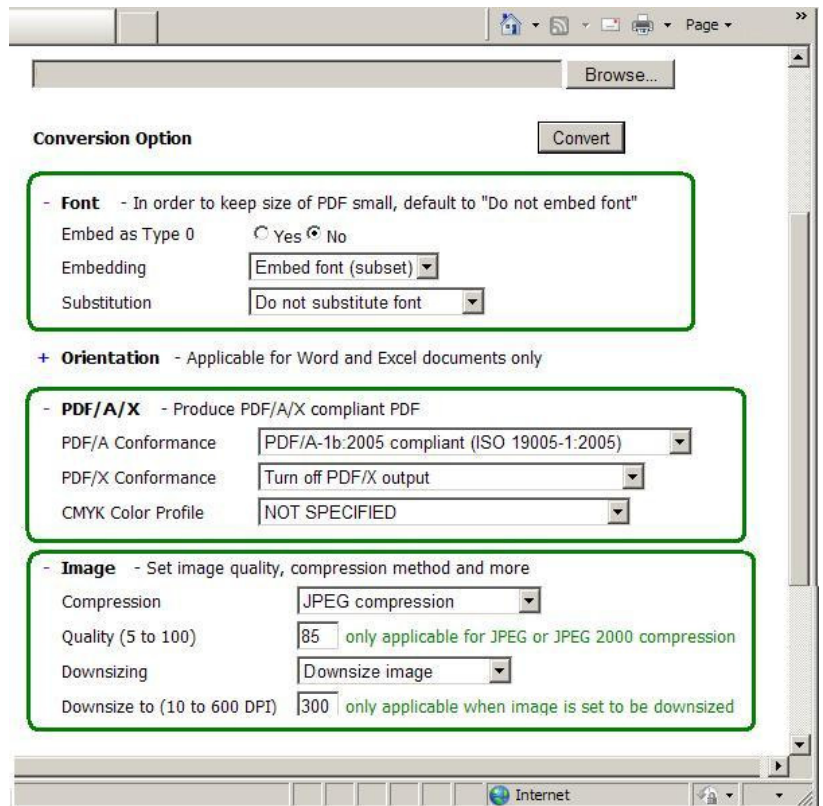 Page
»
Browse...
Conversion Option
Convert
- Font - In order to keep size of PDF small, default to "Do not embed font"
Embed as Type 0 Yes No
Embedding Embed font (subset)
Substitution Do not substitute font
+ Orientation - Applicable for Word and Excel documents only
- PDF/A/X - Produce PDF/A/X compliant PDF
PDF/A Conformance PDF/A-1b:2005 compliant (ISO 19005-1:2005)
PDF/X Conformance Turn off PDF/X output
CMYK Color Profile NOT SPECIFIED
- Image - Set image quality, compression method and more
Compression JPEG compression
Quality (5 to 100) 85 only applicable for JPEG or JPEG 2000 compression
Downsizing Downsize image
Downsize to (10 to 600 DPI) 300 only applicable when image is set to be downsized
Internet